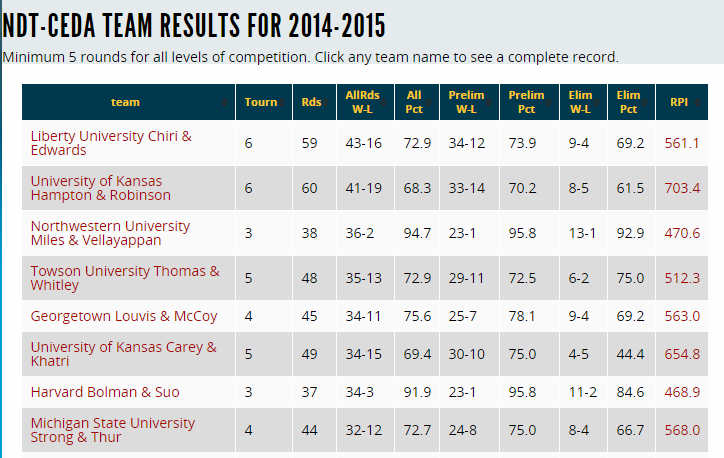 NDT-CEDA TEAM RESULTS FOR 2014-2015
Minimum 5 rounds for all levels of competition. Click any team name to see a complete record.
team Tourn Rds AllRds W-L All Pct Prelim W-L Prelim Pct Elim W-L Elim Pct RPI
Liberty University Chiri & Edwards 6 59 43-16 72.9 34-12 73.9 9-4 69.2 561.1
University of Kansas Hampton & Robinson 6 60 41-19 68.3 33-14 70.2 8-5 61.5 703.4
Northwestern University Miles & Vellayappan 3 38 36-2 94.7 23-1 95.8 13-1 92.9 470.6
Towson University Thomas & Whitley 5 48 35-13 72.9 29-11 72.5 6-2 75.0 512.3
Georgetown Louvis & McCoy 4 45 34-11 75.6 25-7 78.1 9-4 69.2 563.0
University of Kansas Carey & Khatri 5 49 34-15 69.4 30-10 75.0 4-5 44.4 654.8
Harvard Bolman & Suo 3 37 34-3 91.9 23-1 95.8 11-2 84.6 468.9
Michigan State University Strong & Thur 4 44 32-12 72.7 24-8 75.0 8-4 66.7 568.0